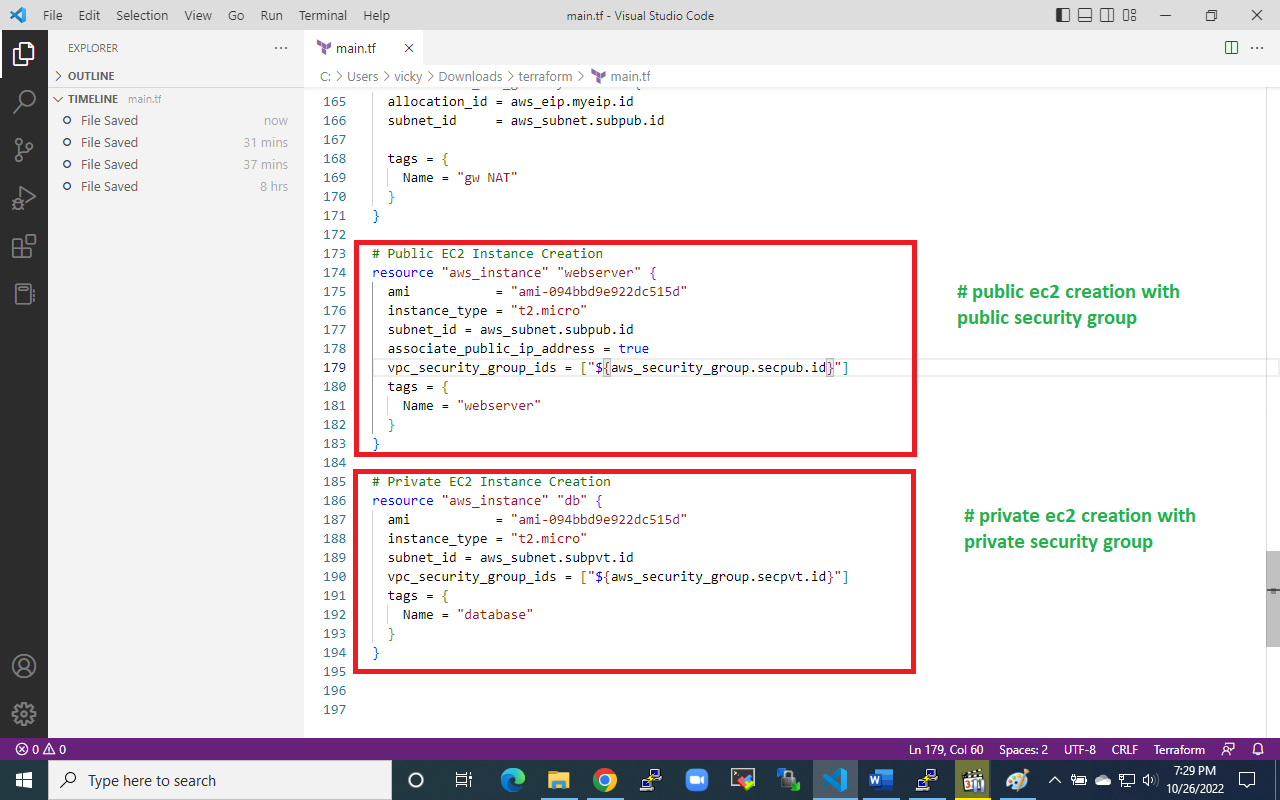 File Edit Selection View Go Run Terminal Help main.tf - Visual Studio Code
EXPLORER
OUTLINE
TIMELINE main.tf
File Saved now
File Saved 31 mins
File Saved 37 mins
File Saved 8 hrs
main.tf
C: > Users > vicky > Downloads > terraform > main.tf
165 allocation_id = aws_eip.myeip.id
166 subnet_id     = aws_subnet.subpub.id
167
168 tags = {
169 Name = "gw NAT"
170 }
171 }
172
173 # Public EC2 Instance Creation
174 resource "aws_instance" "webserver" {
175 ami           = "ami-094bbd9e922dc515d"
176 instance_type = "t2.micro"
177 subnet_id = aws_subnet.subpub.id
178 associate_public_ip_address = true
179 vpc_security_group_ids = ["${aws_security_group.secpub.id}"]
180 tags = {
181 Name = "webserver"
182 }
183 }
184
185 # Private EC2 Instance Creation
186 resource "aws_instance" "db" {
187 ami           = "ami-094bbd9e922dc515d"
188 instance_type = "t2.micro"
189 subnet_id = aws_subnet.subpvt.id
190 vpc_security_group_ids = ["${aws_security_group.secpvt.id}"]
191 tags = {
192 Name = "database"
193 }
194 }
195
196
197
# public ec2 creation with
public security group
# private ec2 creation with
private security group
0 0 Ln 179, Col 60 Spaces: 2 UTF-8 CRLF Terraform
Type here to search
7:29 PM
10/26/2022